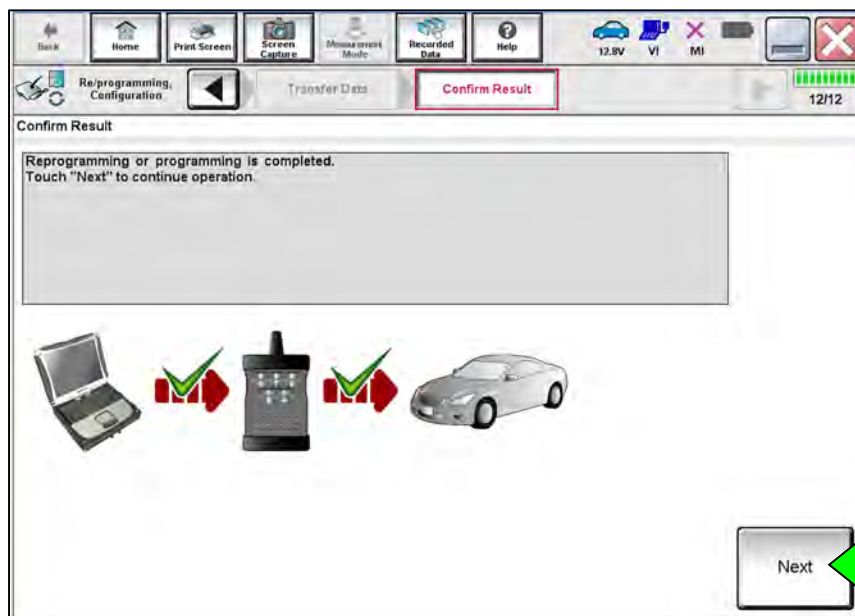 Back
Home
Print Screen
Screen
Capture
Measurement
Mode
Recorded
Data
Help
12.8V
VI
MI
Re/programming,
Configuration
Transfer Data
Confirm Result
12/12
Confirm Result
Reprogramming or programming is completed.
Touch "Next" to continue operation.
Next